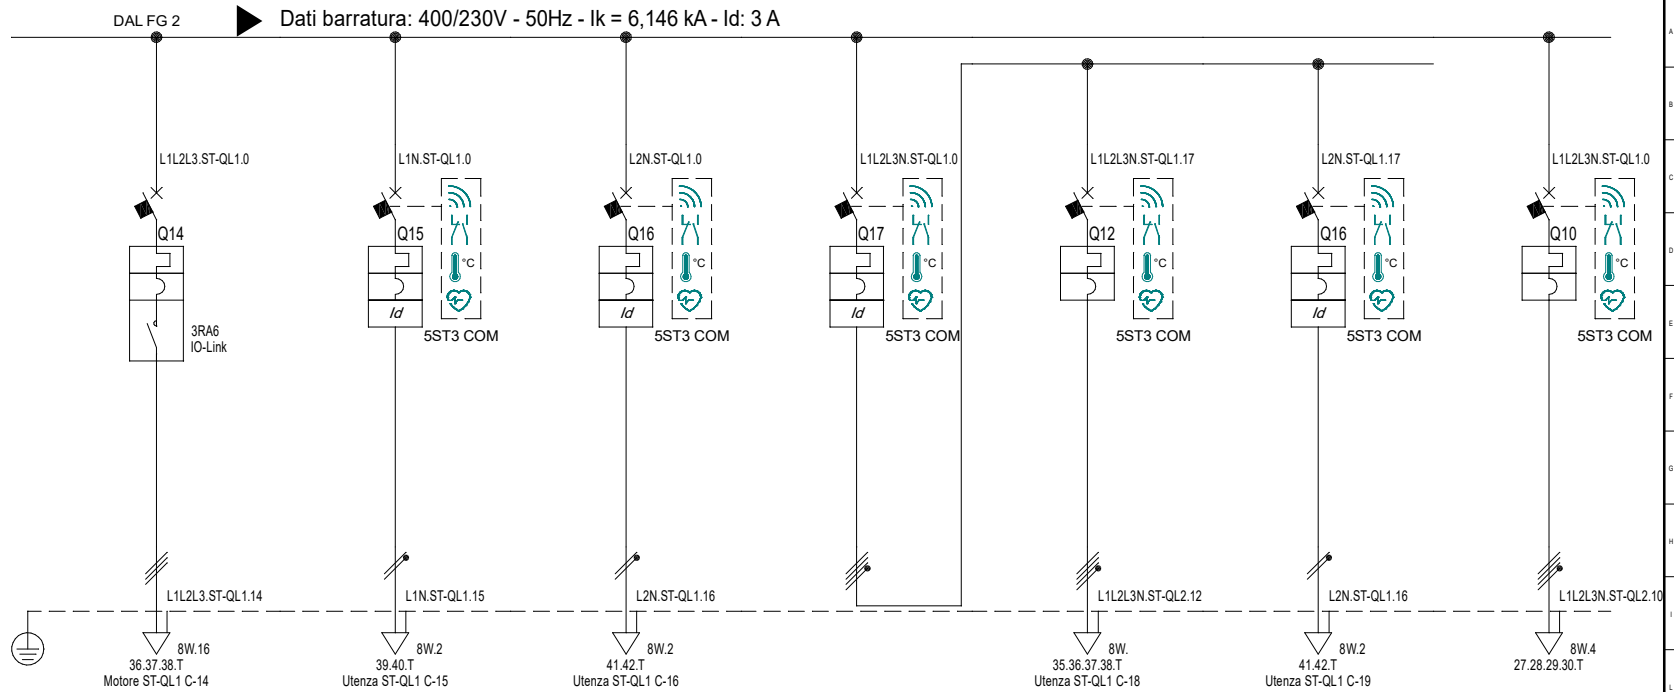 DAL FG 2
Dati barratura: 400/230V - 50Hz - Ik = 6,146 kA - Id: 3 A
L1L2L3.ST-QL1.0
L1N.ST-QL1.0
L2N.ST-QL1.0
L1L2L3N.ST-QL1.0
L1L2L3N.ST-QL1.17
L2N.ST-QL1.17
L1L2L3N.ST-QL1.0
Q14
Q15
Q16
Q17
Q12
Q16
Q10
°C
°C
°C
°C
°C
°C
Id
Id
Id
Id
3RA6
IO-Link
5ST3 COM
5ST3 COM
5ST3 COM
5ST3 COM
5ST3 COM
5ST3 COM
L1L2L3.ST-QL1.14
L1N.ST-QL1.15
L2N.ST-QL1.16
L1L2L3N.ST-QL2.12
L2N.ST-QL1.16
L1L2L3N.ST-QL2.10
8W.16
8W.2
8W.2
8W.
8W.2
8W.4
36.37.38.T
39.40.T
41.42.T
35.36.37.38.T
41.42.T
27.28.29.30.T
Motore ST-QL1 C-14
Utenza ST-QL1 C-15
Utenza ST-QL1 C-16
Utenza ST-QL1 C-18
Utenza ST-QL1 C-19
A
B
C
D
E
F
G
H
I
L